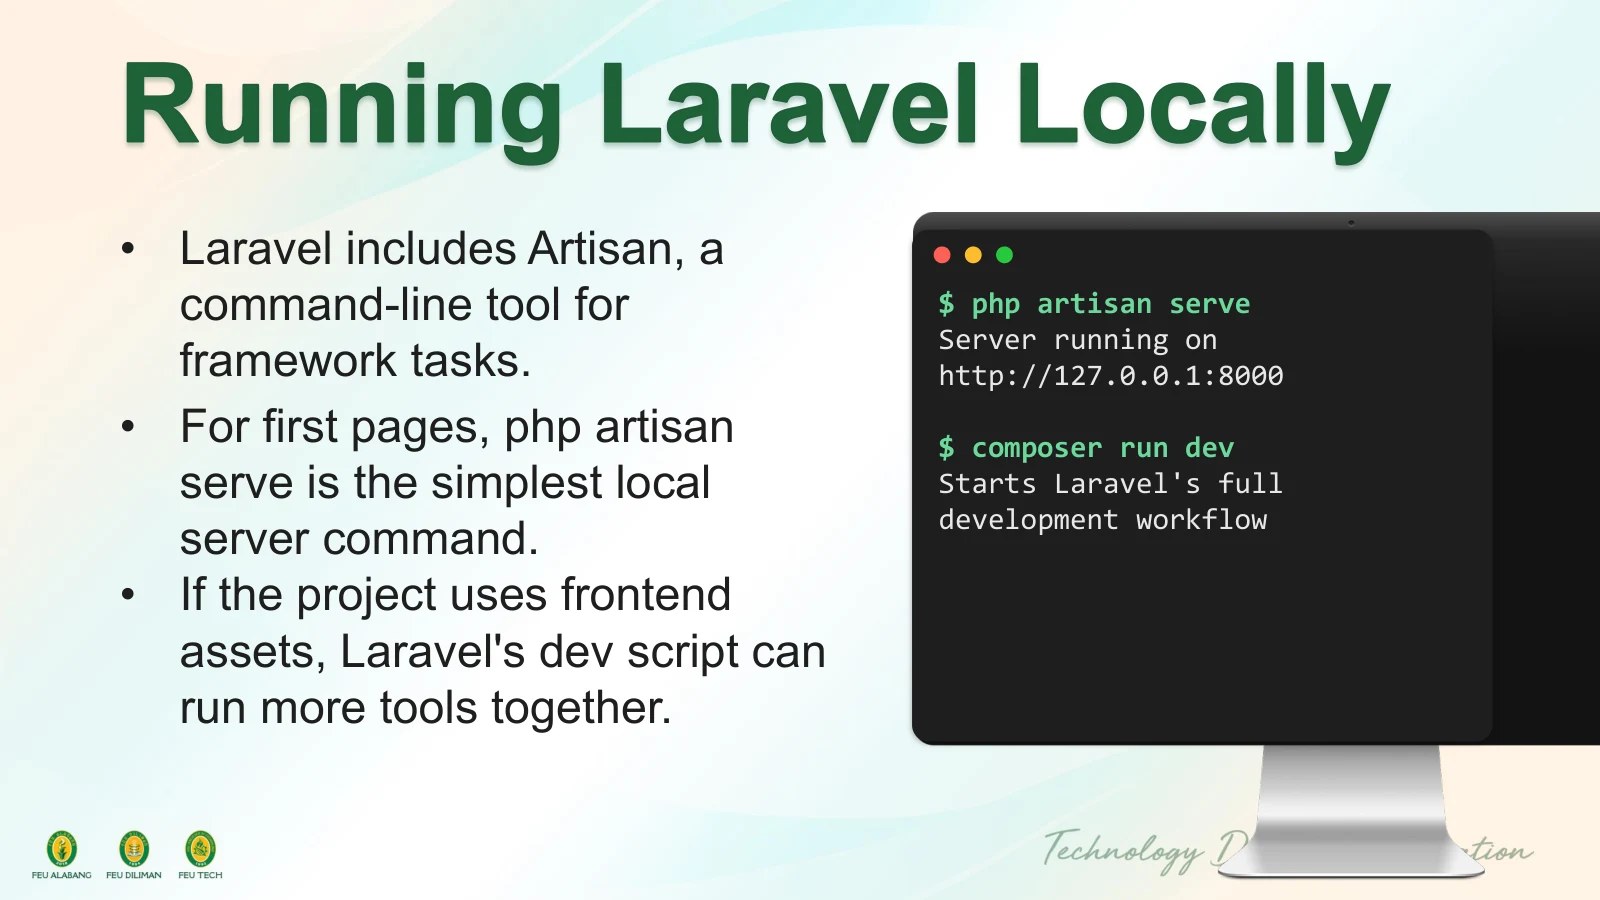 Running Laravel Locally
• Laravel includes Artisan, a
command-line tool for
framework tasks.
• For first pages, php artisan
serve is the simplest local
server command.
• If the project uses frontend
assets, Laravel's dev script can
run more tools together.
$ php artisan serve
Server running on
http://127.0.0.1:8000
$ composer run dev
Starts Laravel's full
development workflow
FEU ALABANG
FEU DILIMAN
FEU TECH
Technology